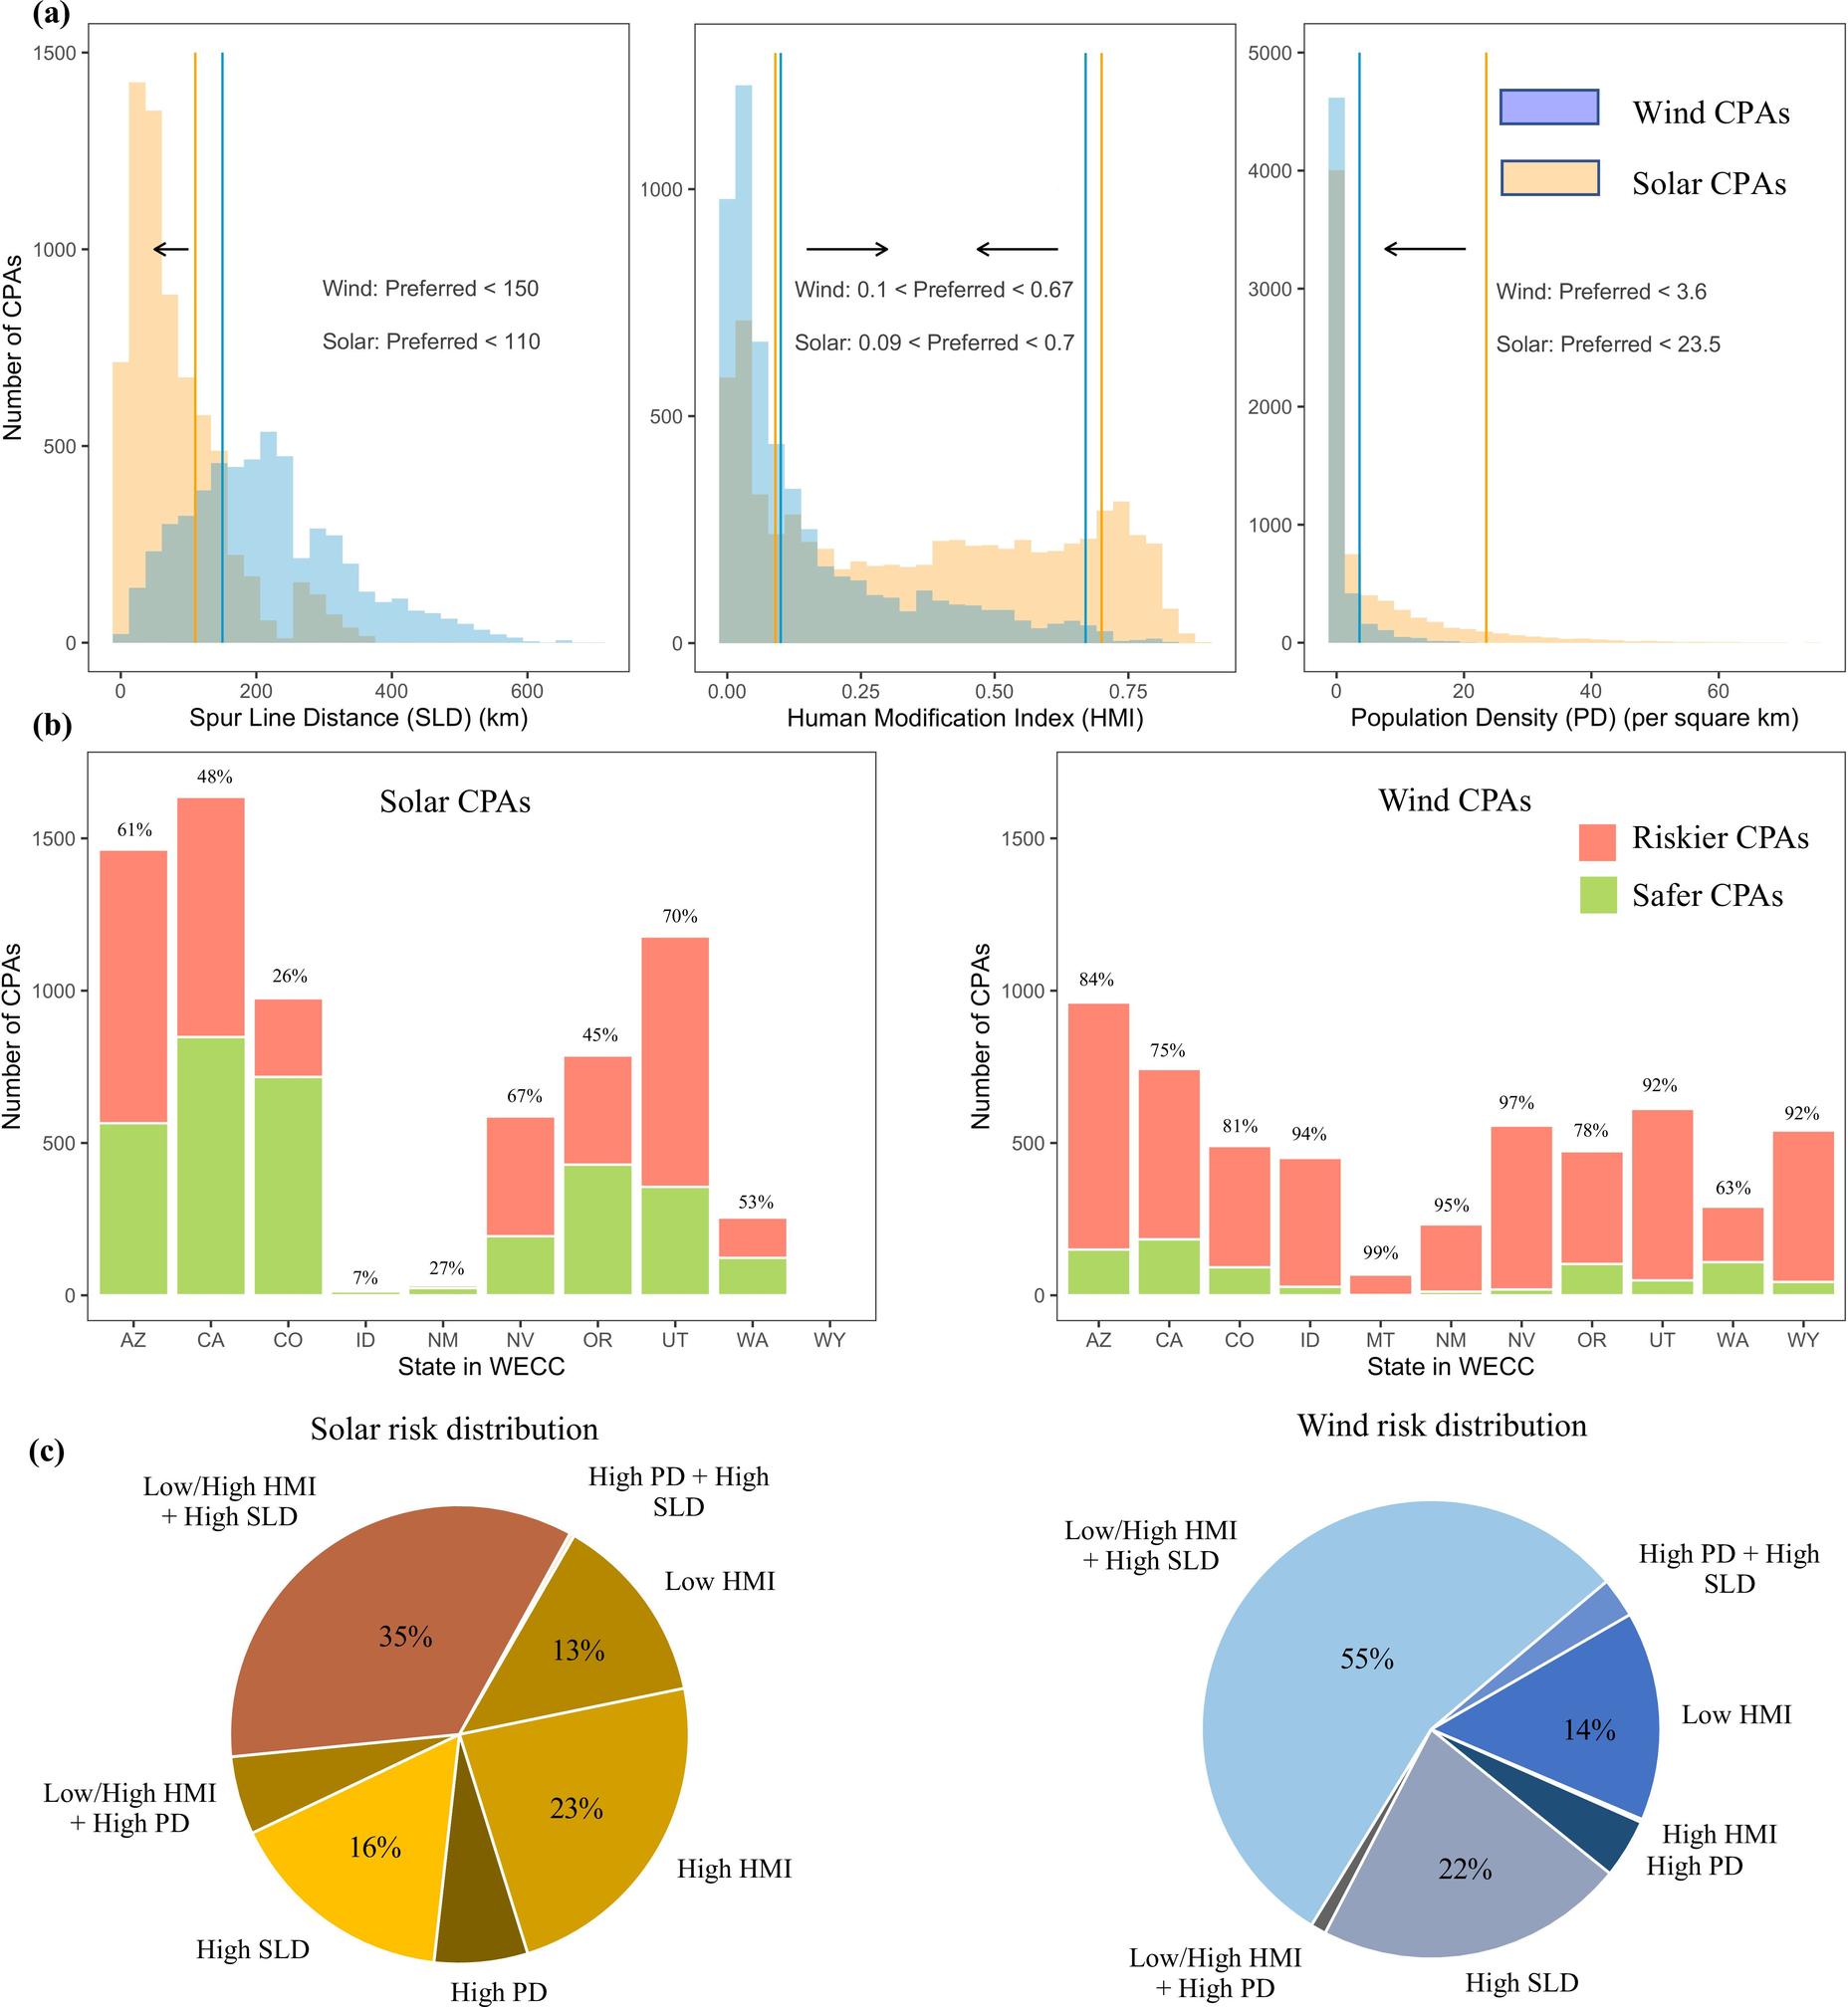 (a)
1500
1000
500
0
Number of CPAs
0
200
400
600
Spur Line Distance (SLD) (km)
Wind: Preferred < 150
Solar: Preferred < 110
1000
500
0
0.00
0.25
0.50
0.75
Human Modification Index (HMI)
Wind: 0.1 < Preferred < 0.67
Solar: 0.09 < Preferred < 0.7
5000
4000
3000
2000
1000
0
0
20
40
60
Population Density (PD) (per square km)
Wind CPAs
Solar CPAs
Wind: Preferred < 3.6
Solar: Preferred < 23.5
(b)
Solar CPAs
1500
1000
500
0
Number of CPAs
61%
48%
26%
7%
27%
67%
45%
70%
53%
AZ
CA
CO
ID
NM
NV
OR
UT
WA
WY
State in WECC
Wind CPAs
Riskier CPAs
Safer CPAs
1500
1000
500
0
Number of CPAs
84%
75%
81%
94%
99%
95%
97%
78%
92%
63%
92%
AZ
CA
CO
ID
MT
NM
NV
OR
UT
WA
WY
State in WECC
(c)
Solar risk distribution
Low/High HMI
+ High SLD
High PD + High
SLD
Low HMI
35%
13%
23%
16%
Low/High HMI
+ High PD
High HMI
High SLD
High PD
Wind risk distribution
Low/High HMI
+ High SLD
High PD + High
SLD
55%
Low HMI
14%
High HMI
High PD
22%
Low/High HMI
+ High PD
High SLD